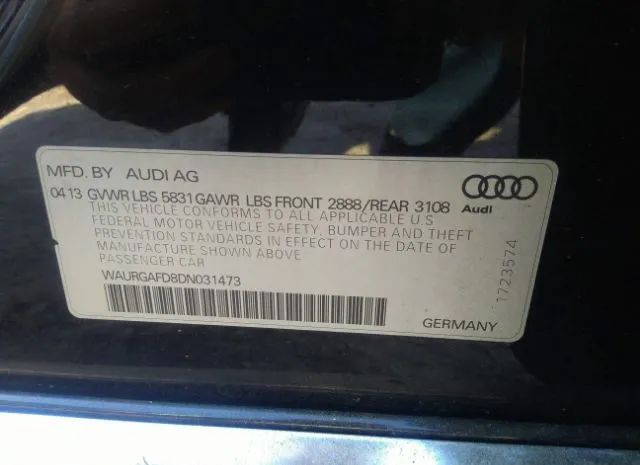 MFD. BY AUDI AG
04 13 GVWR LBS 5831 GAWR LBS FRONT 2888/REAR 3108
THIS VEHICLE CONFORMS TO ALL APPLICABLE U.S.
FEDERAL MOTOR VEHICLE SAFETY, BUMPER AND THEFT
PREVENTION STANDARDS IN EFFECT ON THE DATE OF
MANUFACTURE SHOWN ABOVE
PASSENGER CAR
WAURGAFD8DN031473
GERMANY
Audi
1723574